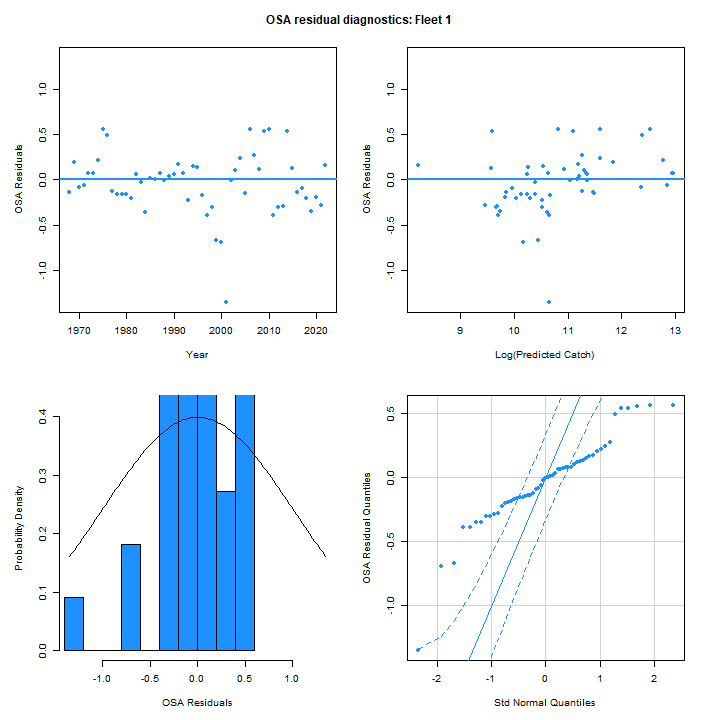 OSA residual diagnostics: Fleet 1
OSA Residuals
1.0
0.5
0.0
-0.5
-1.0
1970 1980 1990 2000 2010 2020
Year
OSA Residuals
1.0
0.5
0.0
-0.5
-1.0
9 10 11 12 13
Log(Predicted Catch)
Probability Density
0.4
0.3
0.2
0.1
0.0
-1.0 -0.5 0.0 0.5 1.0
OSA Residuals
OSA Residual Quantiles
0.5
0.0
-0.5
-1.0
-2 -1 0 1 2
Std Normal Quantiles